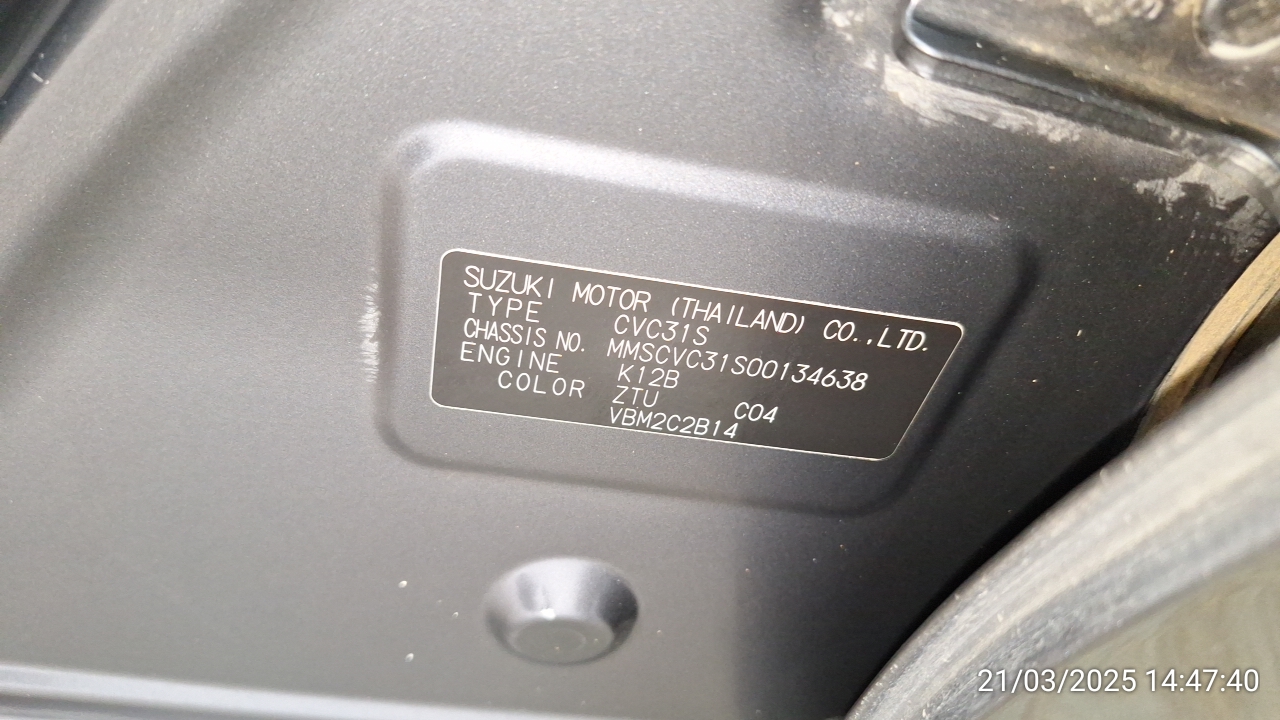 SUZUKI MOTOR (THAILAND) CO.,LTD.
TYPE CVC31S
CHASSIS NO. MMSCVC31S00134638
ENGINE K12B
COLOR ZTU C04
VBM2C2B14
21/03/2025 14:47:40